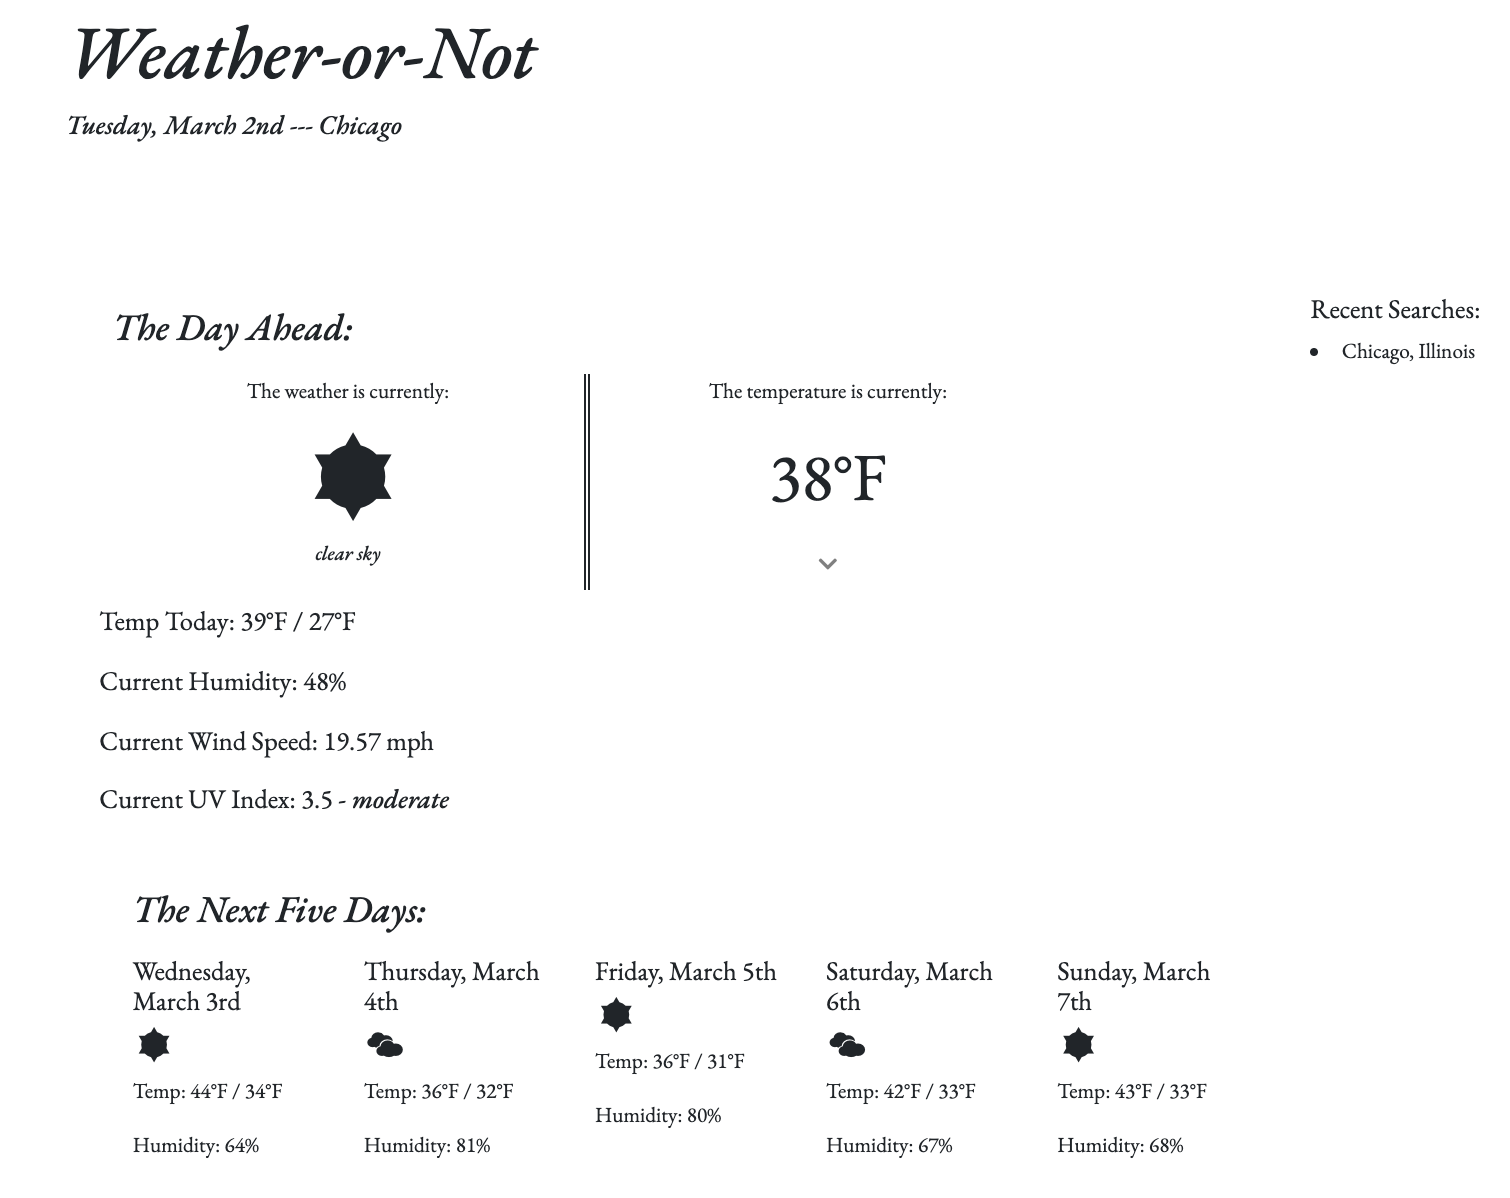 Weather-or-Not
Tuesday, March 2nd --- Chicago
The Day Ahead:
The weather is currently:
clear sky
The temperature is currently:
38°F
Recent Searches:
Chicago, Illinois
Temp Today: 39°F / 27°F
Current Humidity: 48%
Current Wind Speed: 19.57 mph
Current UV Index: 3.5 - moderate
The Next Five Days:
Wednesday,
March 3rd
Temp: 44°F / 34°F
Humidity: 64%
Thursday, March
4th
Temp: 36°F / 32°F
Humidity: 81%
Friday, March 5th
Temp: 36°F / 31°F
Humidity: 80%
Saturday, March
6th
Temp: 42°F / 33°F
Humidity: 67%
Sunday, March
7th
Temp: 43°F / 33°F
Humidity: 68%